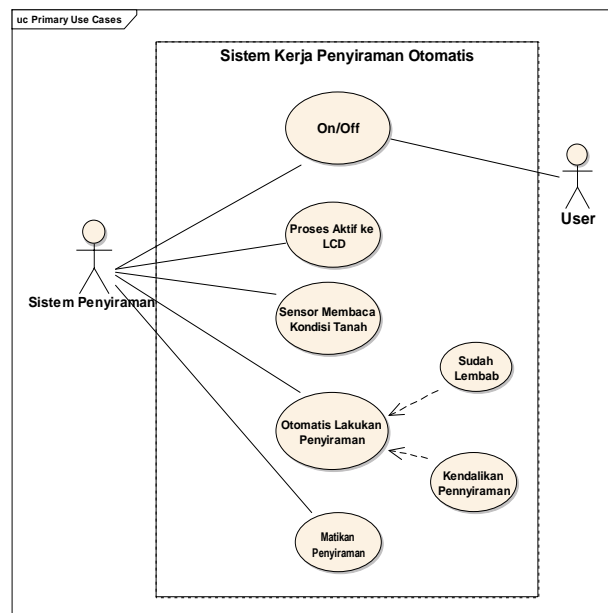 uc Primary Use Cases
Sistem Kerja Penyiraman Otomatis
On/Off
User
Proses Aktif ke
LCD
Sistem Penyiraman
Sensor Membaca
Kondisi Tanah
Sudah
Lembab
Otomatis Lakukan
Penyiraman
Kendalikan
Pennyiraman
Matikan
Penyiraman